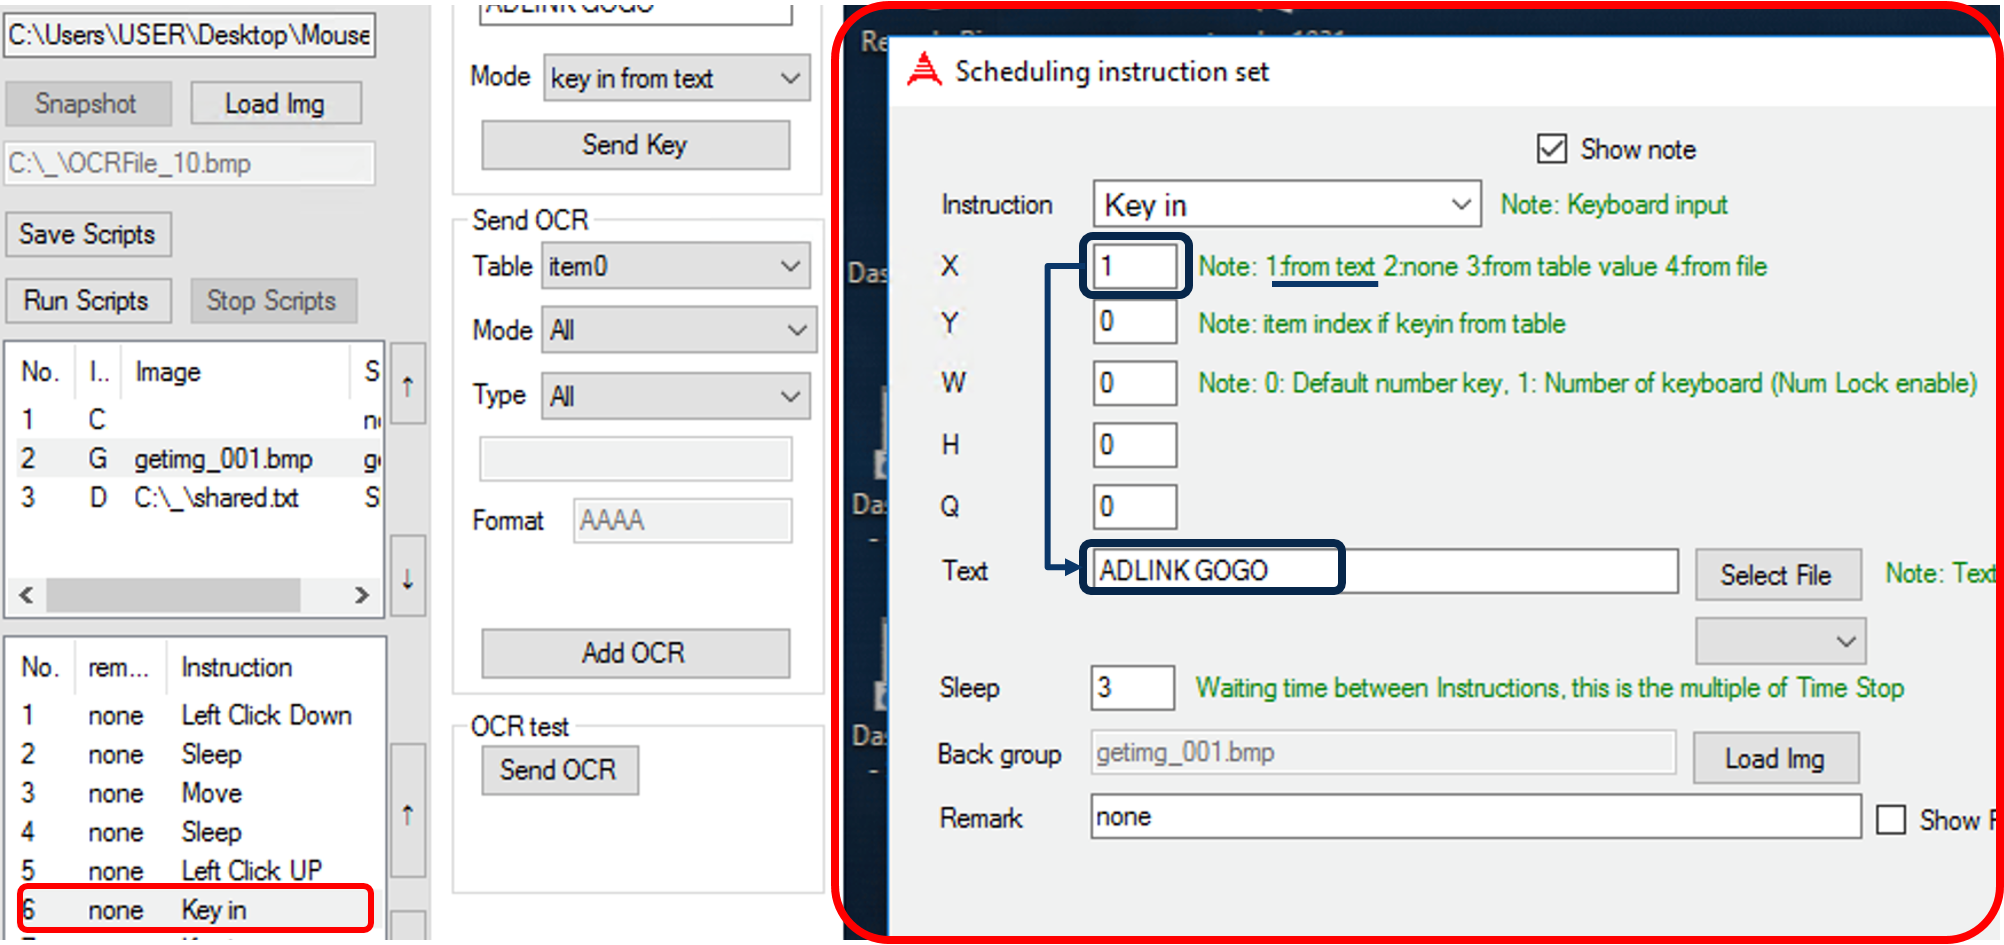 C:\Users\USER\Desktop\Mouse
Snapshot
Load Img
C:\_\OCRFile_10.bmp
Save Scripts
Run Scripts
Stop Scripts
No. I.. Image S
1 C
2 G getimg_001.bmp
3 D C:\_\shared.txt S
↑
↓
No. rem... Instruction
1 none Left Click Down
2 none Sleep
3 none Move
4 none Sleep
5 none Left Click UP
6 none Key in
↑
ADLINK GOGO
Mode key in from text
Send Key
Send OCR
Table item0
Mode All
Type All
Format AAAA
Add OCR
OCR test
Send OCR
Scheduling instruction set
Show note
Instruction Key in Note: Keyboard input
X 1 Note: 1:from text 2:none 3:from table value 4:from file
Y 0 Note: item index if keyin from table
W 0 Note: 0: Default number key, 1: Number of keyboard (Num Lock enable)
H 0
Q 0
Text ADLINK GOGO Select File Note: Text
Sleep 3 Waiting time between Instructions, this is the multiple of Time Stop
Back group getimg_001.bmp Load Img
Remark none Show
Das
Das
-
Das
-